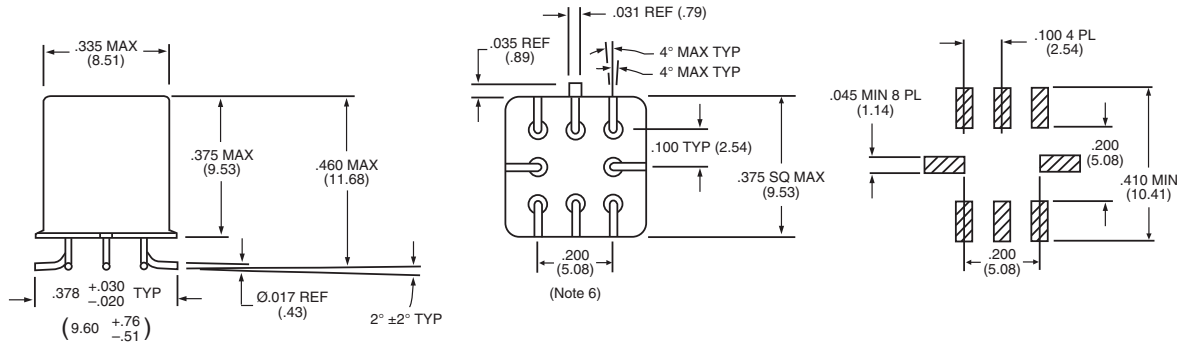 .335 MAX
(8.51)
.375 MAX
(9.53)
.460 MAX
(11.68)
.378 +.030 –.020 TYP
(9.60 +.76 –.51)
Ø.017 REF
(.43)
2° ±2° TYP
.031 REF (.79)
.035 REF
(.89)
4° MAX TYP
4° MAX TYP
.100 TYP (2.54)
.375 SQ MAX
(9.53)
.200
(5.08)
(Note 6)
.100 4 PL
(2.54)
.045 MIN 8 PL
(1.14)
.200
(5.08)
.410 MIN
(10.41)
.200
(5.08)